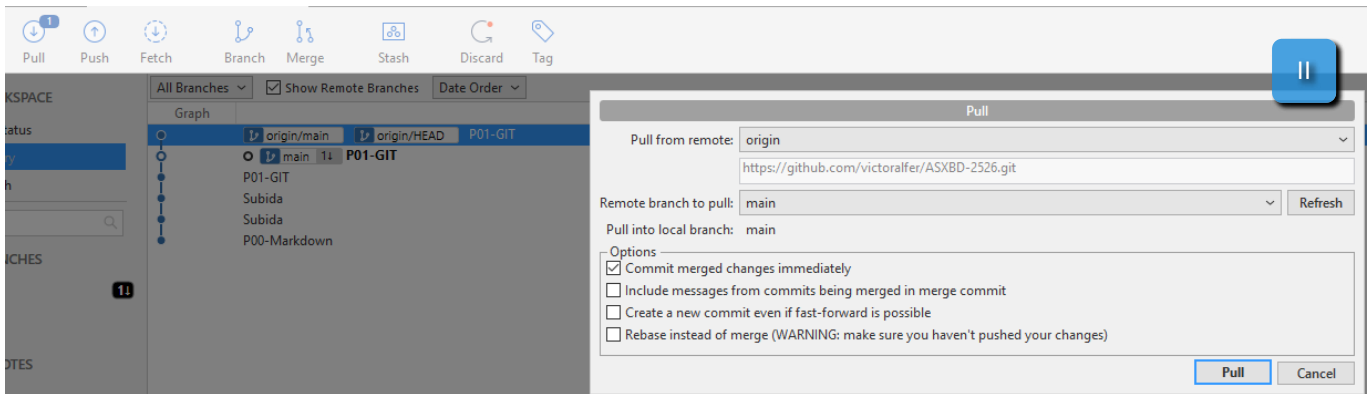 1
Pull Push Fetch Branch Merge Stash Discard Tag
II
KSPACE
All Branches Show Remote Branches Date Order
Graph
origin/main origin/HEAD P01-GIT
main 1↓ P01-GIT
P01-GIT
Subida
Subida
P00-Markdown
tatus
ry
h
NCHES
1↓
OTES
Pull
Pull from remote: origin
https://github.com/victoralfer/ASXBD-2526.git
Remote branch to pull: main Refresh
Pull into local branch: main
Options
Commit merged changes immediately
Include messages from commits being merged in merge commit
Create a new commit even if fast-forward is possible
Rebase instead of merge (WARNING: make sure you haven't pushed your changes)
Pull Cancel